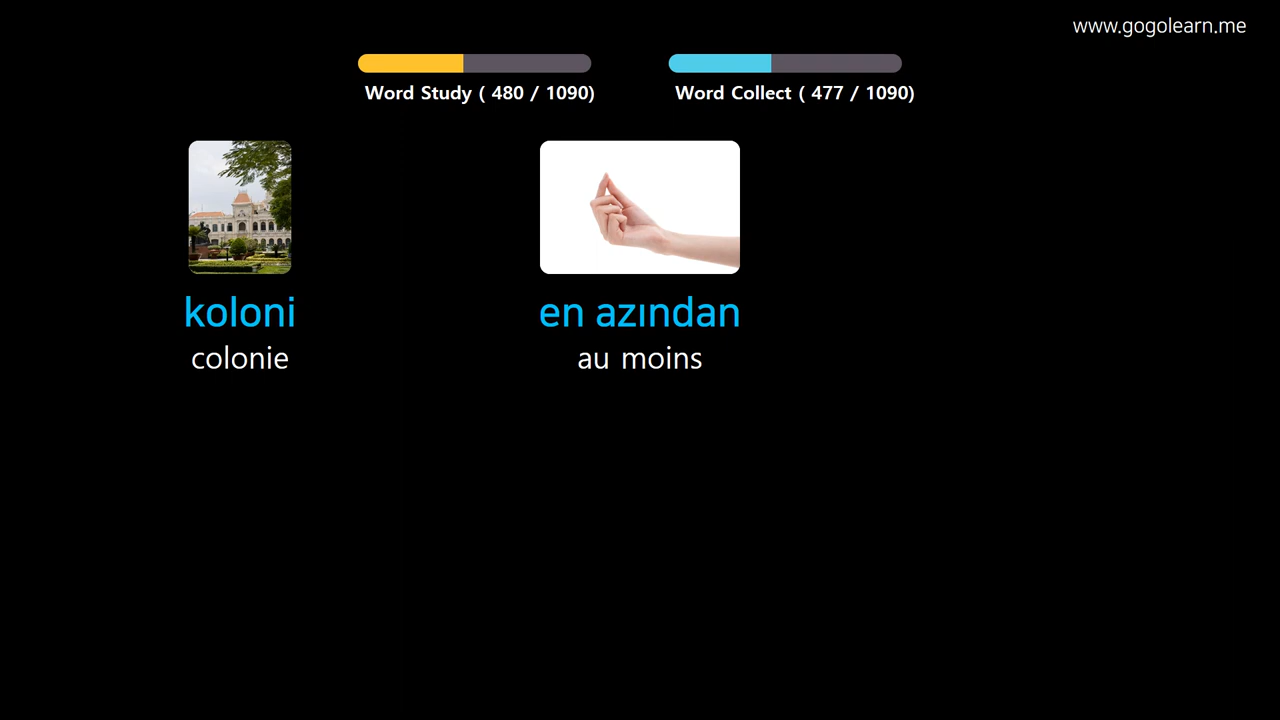 www.gogolearn.me
Word Study ( 480 / 1090)
Word Collect ( 477 / 1090)
koloni
colonie
en azından
au moins